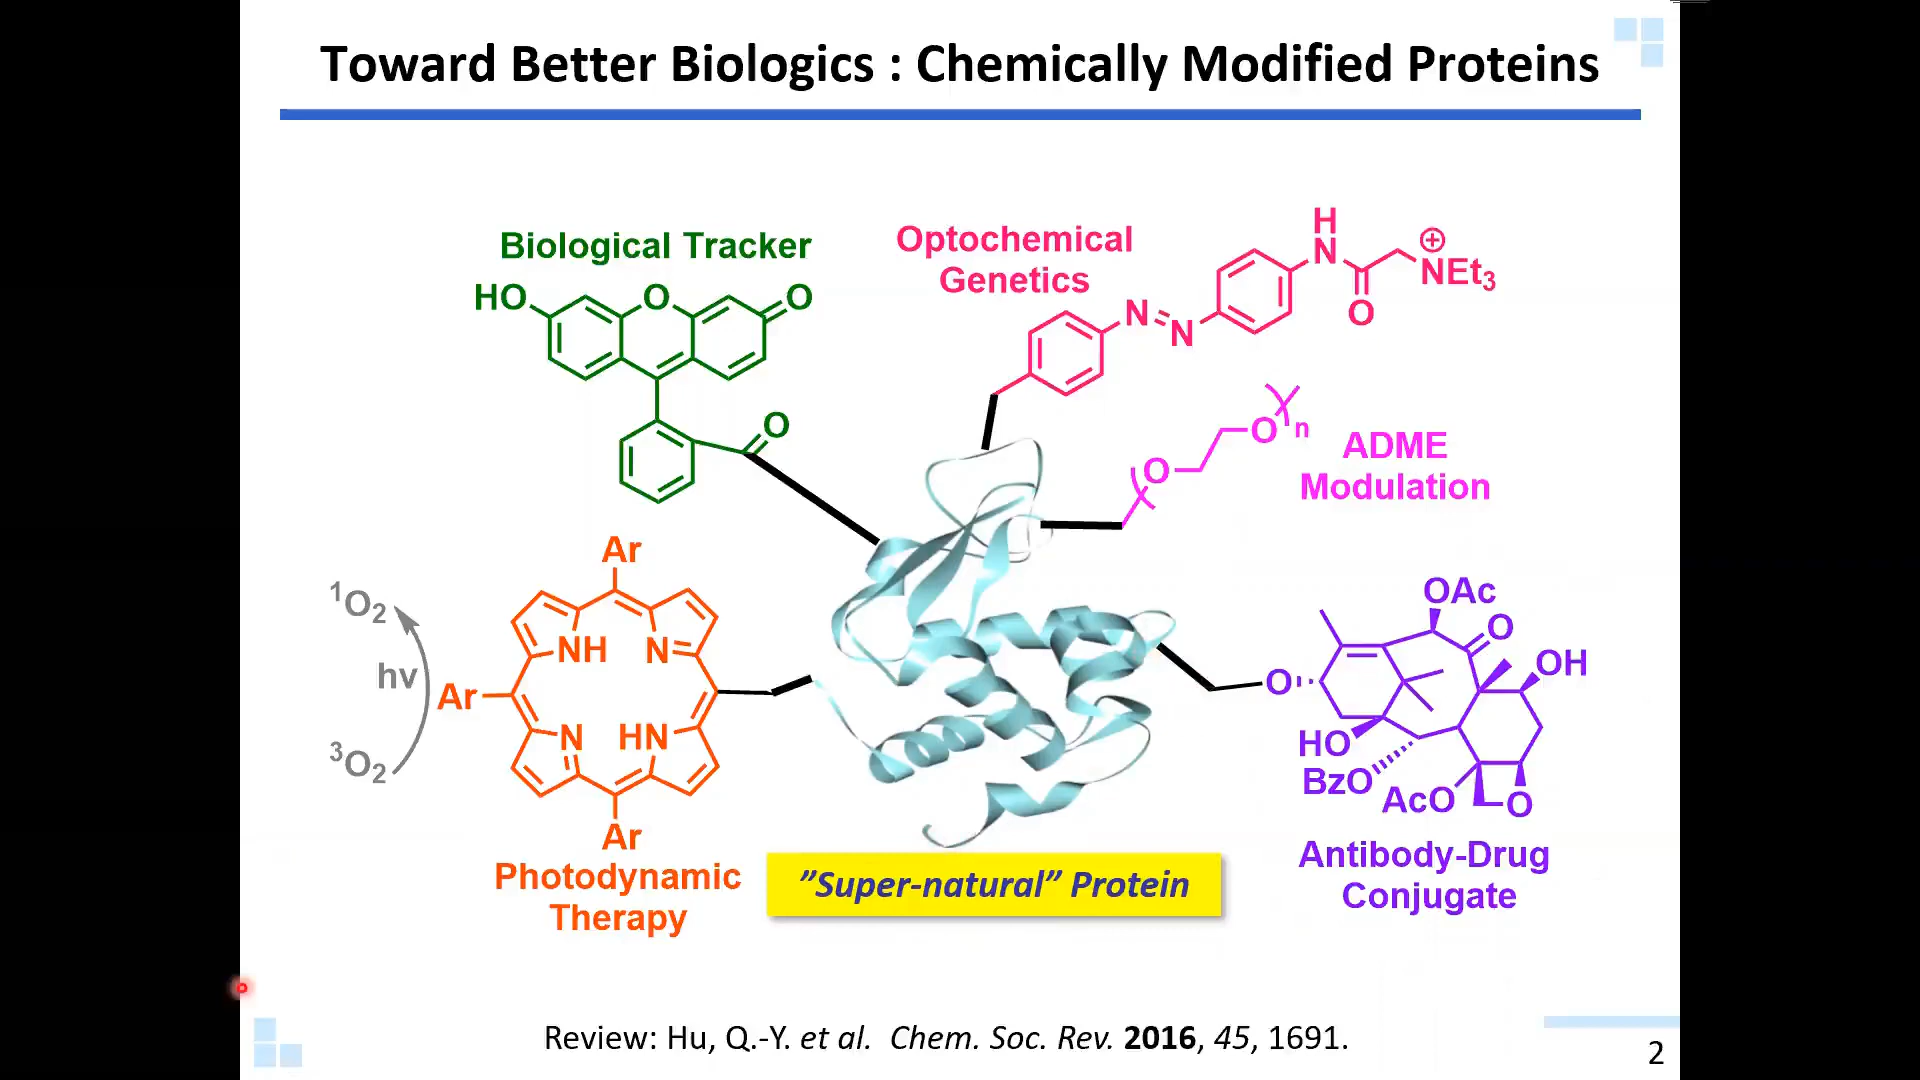 Toward Better Biologics : Chemically Modified Proteins
Biological Tracker
HO
O
O
O
Optochemical
Genetics
N
N
H
N
O
⊕
NEt3
O
O
n
ADME
Modulation
1O2
hv
3O2
Ar
Ar
NH
N
N
HN
Ar
Photodynamic
Therapy
OAc
O
OH
O
HO
BzO
AcO
O
Antibody-Drug
Conjugate
”Super-natural” Protein
Review: Hu, Q.-Y. et al. Chem. Soc. Rev. 2016, 45, 1691.
2